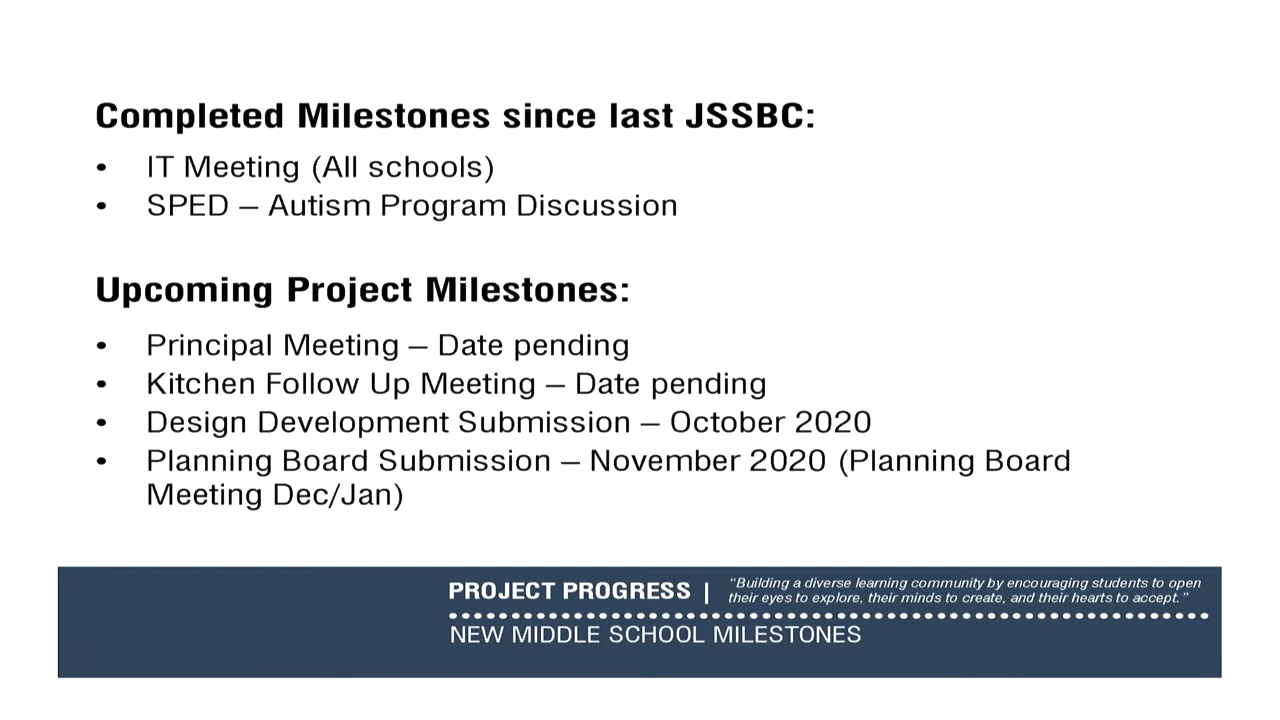 Completed Milestones since last JSSBC:
• IT Meeting (All schools)
• SPED – Autism Program Discussion
Upcoming Project Milestones:
• Principal Meeting – Date pending
• Kitchen Follow Up Meeting – Date pending
• Design Development Submission – October 2020
• Planning Board Submission – November 2020 (Planning Board
Meeting Dec/Jan)
PROJECT PROGRESS | "Building a diverse learning community by encouraging students to open
their eyes to explore, their minds to create, and their hearts to accept."
NEW MIDDLE SCHOOL MILESTONES